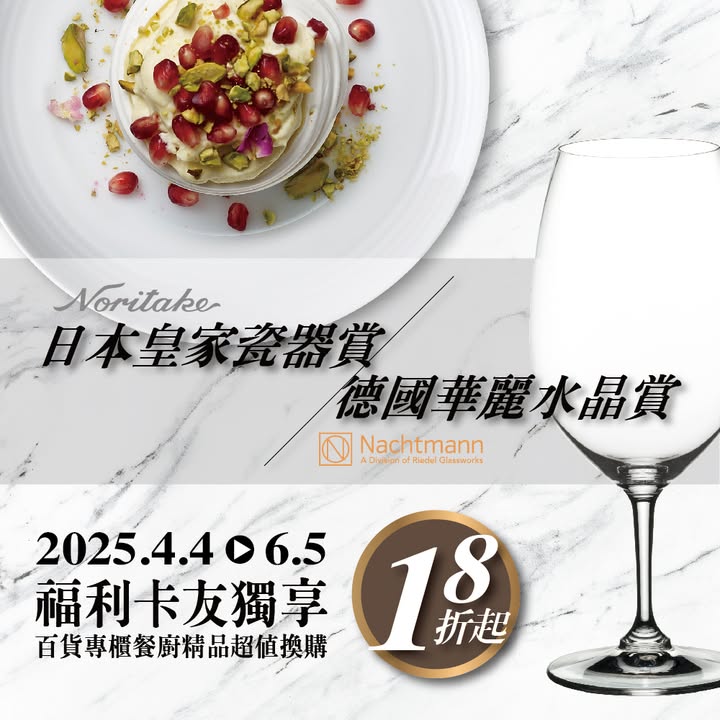 Noritake
日本皇家瓷器賞
德國華麗水晶賞
Nachtmann
A Division of Riedel Glassworks
2025.4.4 ▶ 6.5
福利卡友獨享
百貨專櫃餐廚精品超值換購
18折起